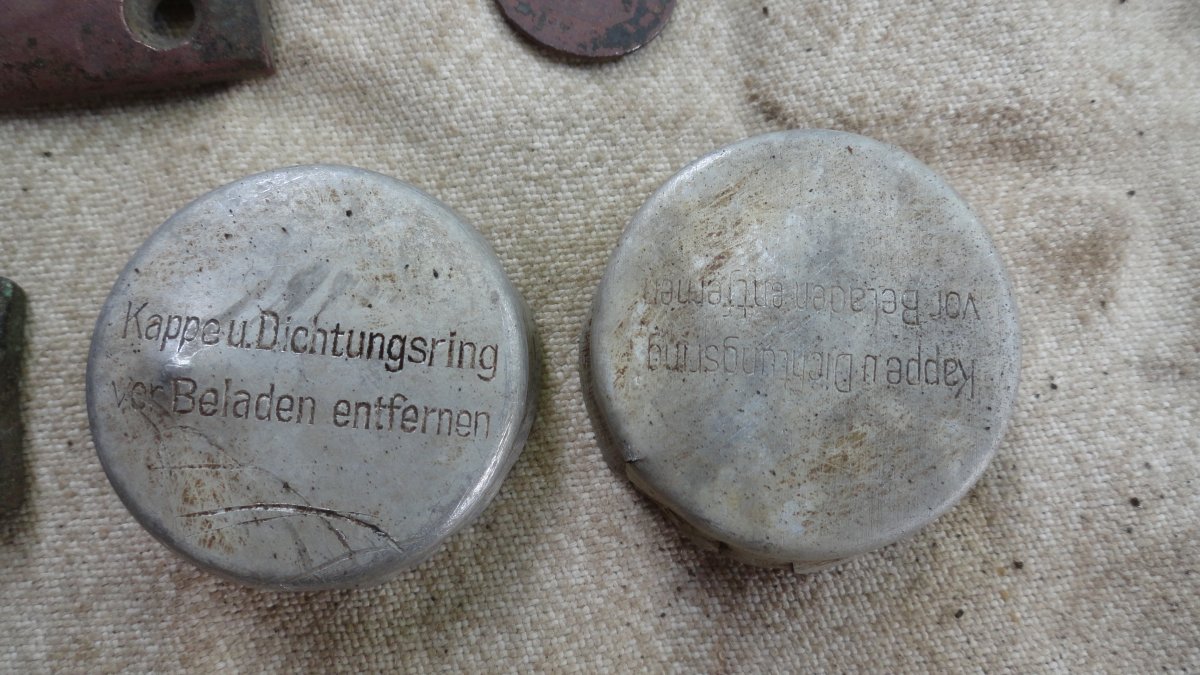 Kappe u. Dichtungsring
vor Beladen entfernen
Kappe u Dichtungsring
vor Beladen entfernen